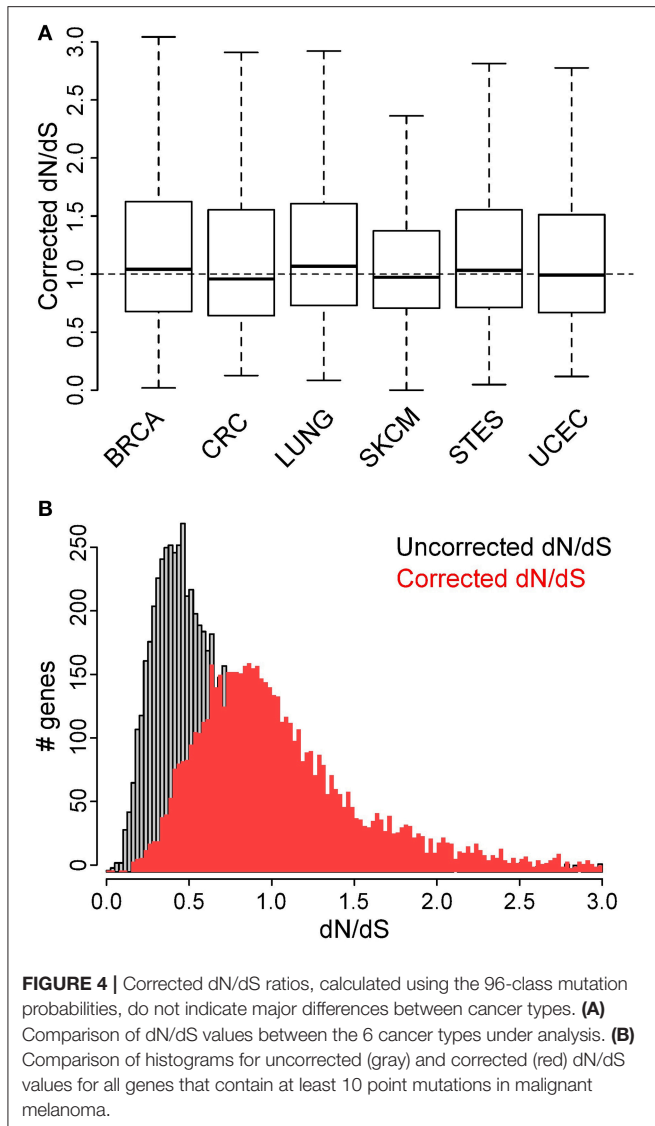 A
Corrected dN/dS
3.0
2.5
2.0
1.5
1.0
0.5
0.0
BRCA
CRC
LUNG
SKCM
STES
UCEC
B
Uncorrected dN/dS
Corrected dN/dS
# genes
250
200
150
100
50
0
0.0 0.5 1.0 1.5 2.0 2.5 3.0
dN/dS
FIGURE 4 | Corrected dN/dS ratios, calculated using the 96-class mutation
probabilities, do not indicate major differences between cancer types. (A)
Comparison of dN/dS values between the 6 cancer types under analysis. (B)
Comparison of histograms for uncorrected (gray) and corrected (red) dN/dS
values for all genes that contain at least 10 point mutations in malignant
melanoma.